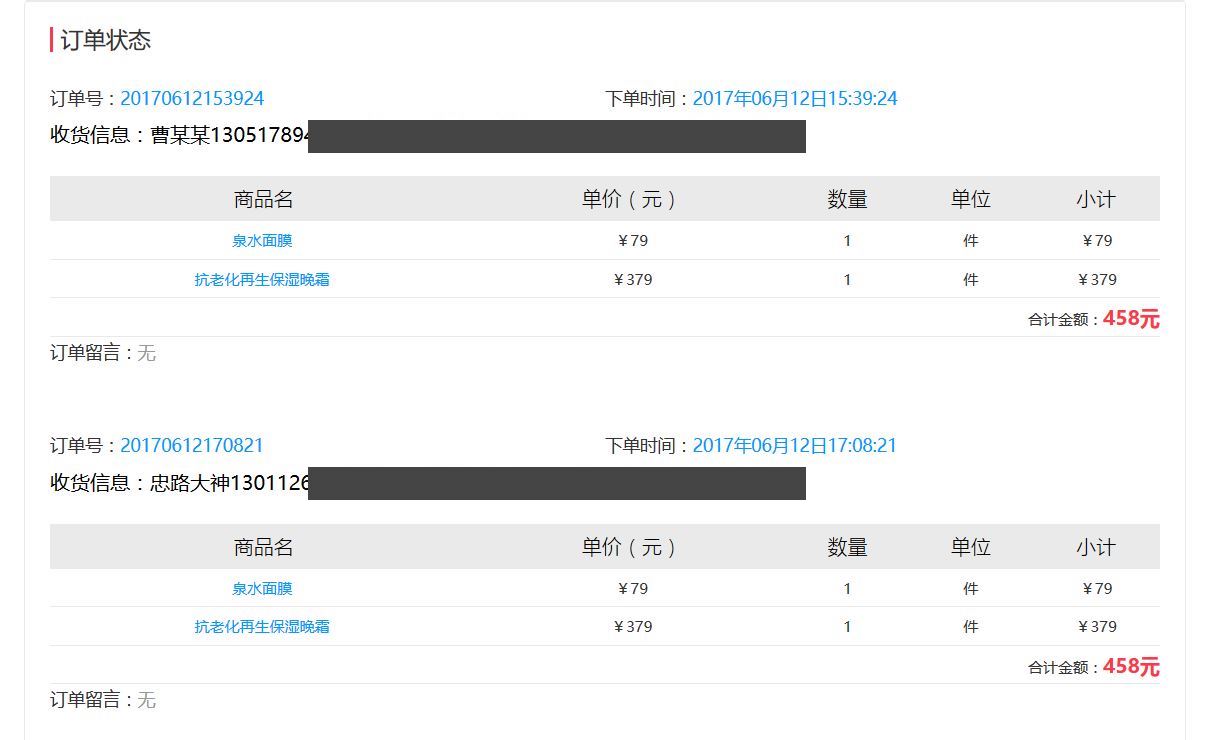 订单状态
订单号：20170612153924 下单时间：2017年06月12日15:39:24
收货信息：曹某某130517894
商品名 单价（元） 数量 单位 小计
泉水面膜 ￥79 1 件 ￥79
抗老化再生保湿晚霜 ￥379 1 件 ￥379
合计金额：458元
订单留言：无
订单号：20170612170821 下单时间：2017年06月12日17:08:21
收货信息：忠路大神1301126
商品名 单价（元） 数量 单位 小计
泉水面膜 ￥79 1 件 ￥79
抗老化再生保湿晚霜 ￥379 1 件 ￥379
合计金额：458元
订单留言：无